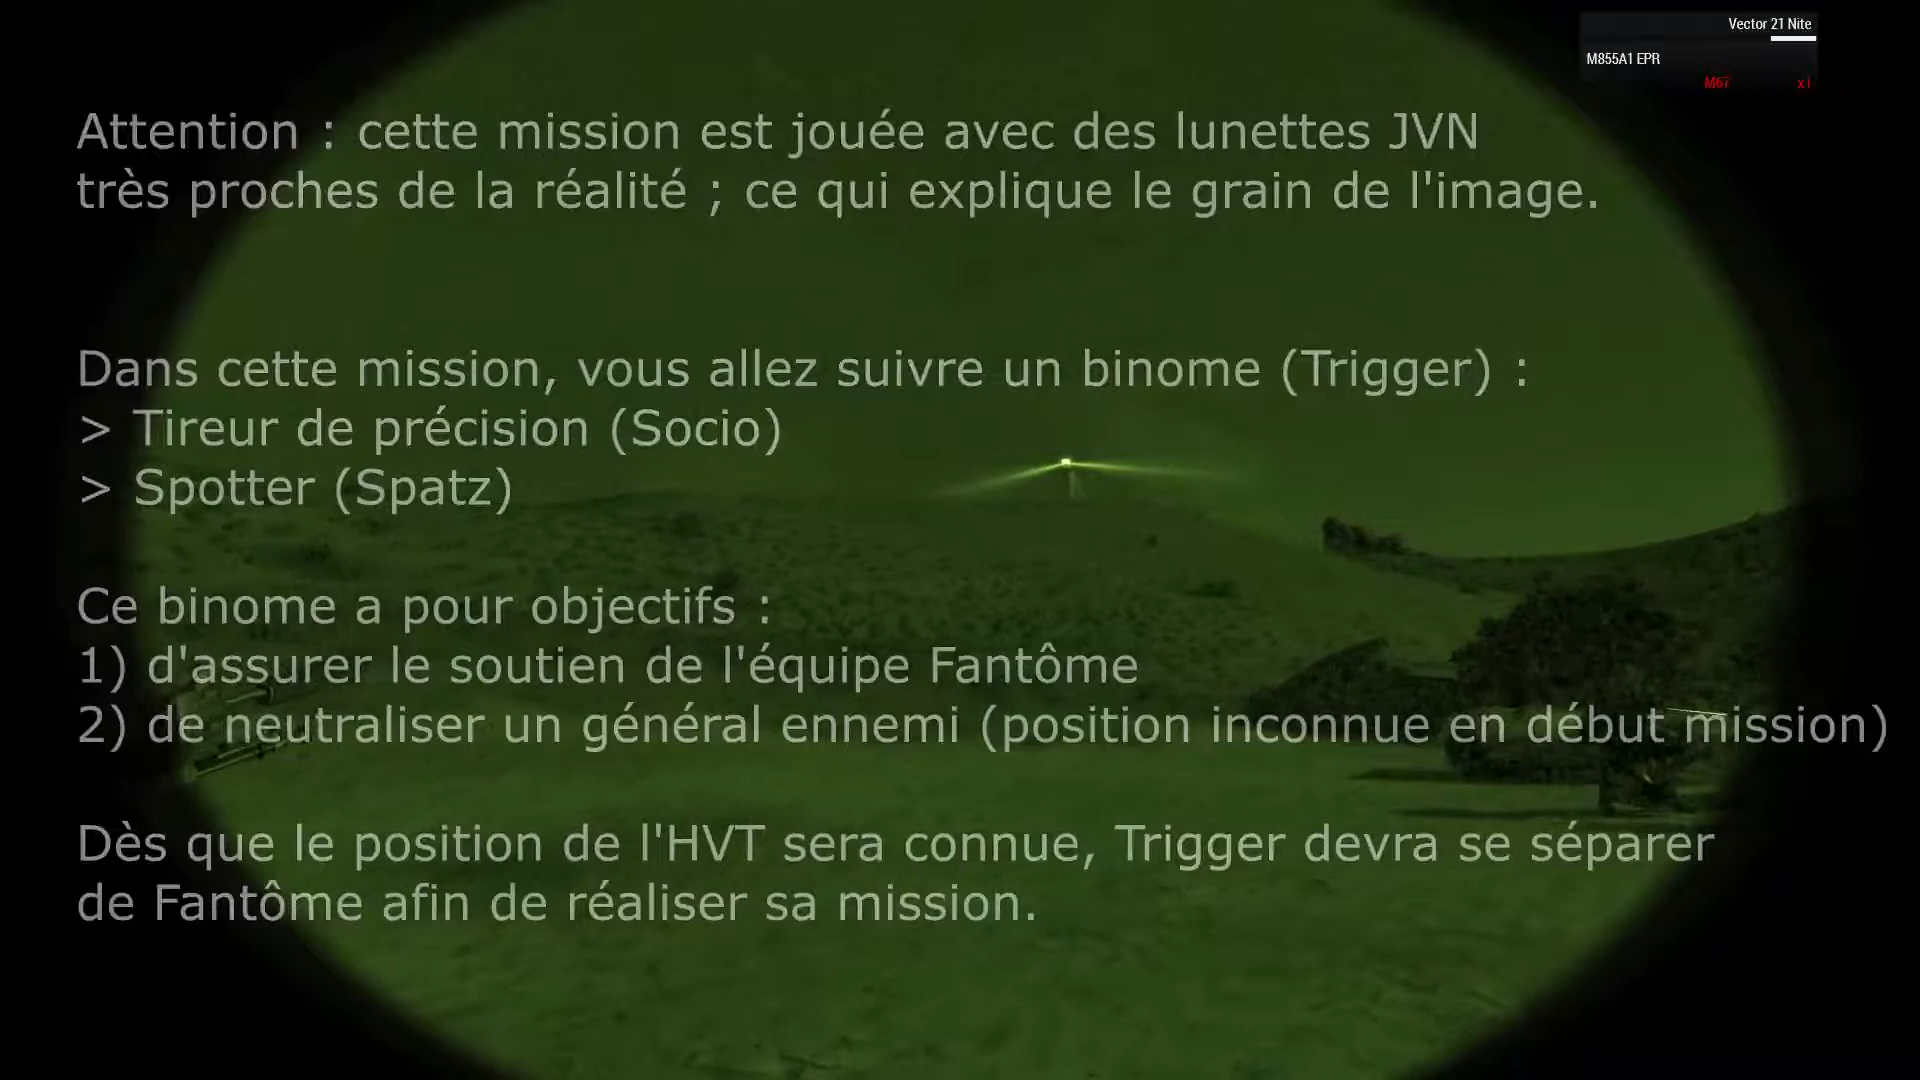 Vector 21 Nite
M855A1 EPR
M67 x1
Attention : cette mission est jouée avec des lunettes JVN
très proches de la réalité ; ce qui explique le grain de l'image.
Dans cette mission, vous allez suivre un binome (Trigger) :
> Tireur de précision (Socio)
> Spotter (Spatz)
Ce binome a pour objectifs :
1) d'assurer le soutien de l'équipe Fantôme
2) de neutraliser un général ennemi (position inconnue en début mission)
Dès que le position de l'HVT sera connue, Trigger devra se séparer
de Fantôme afin de réaliser sa mission.